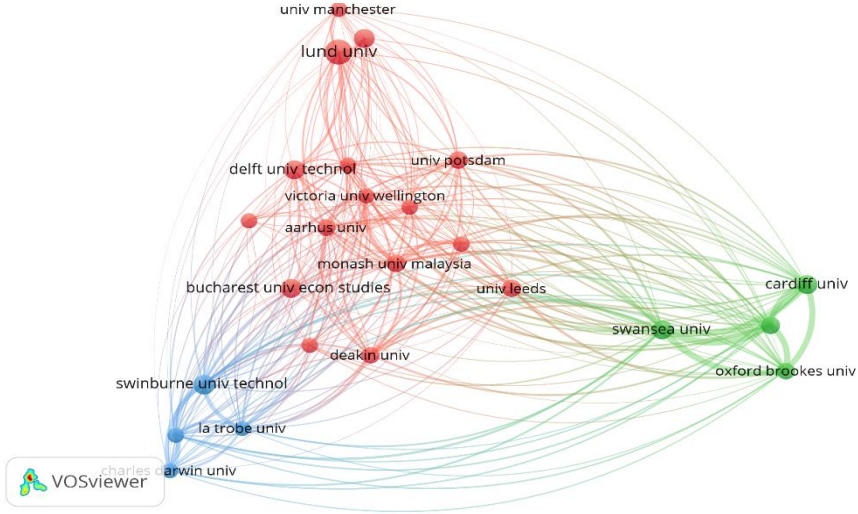 univ manchester
lund univ
delft univ technol
univ potsdam
victoria univ wellington
aarhus univ
monash univ malaysia
bucharest univ econ studies
univ leeds
cardiff univ
swansea univ
deakin univ
oxford brookes univ
swinburne univ technol
la trobe univ
charles darwin univ
VOSviewer